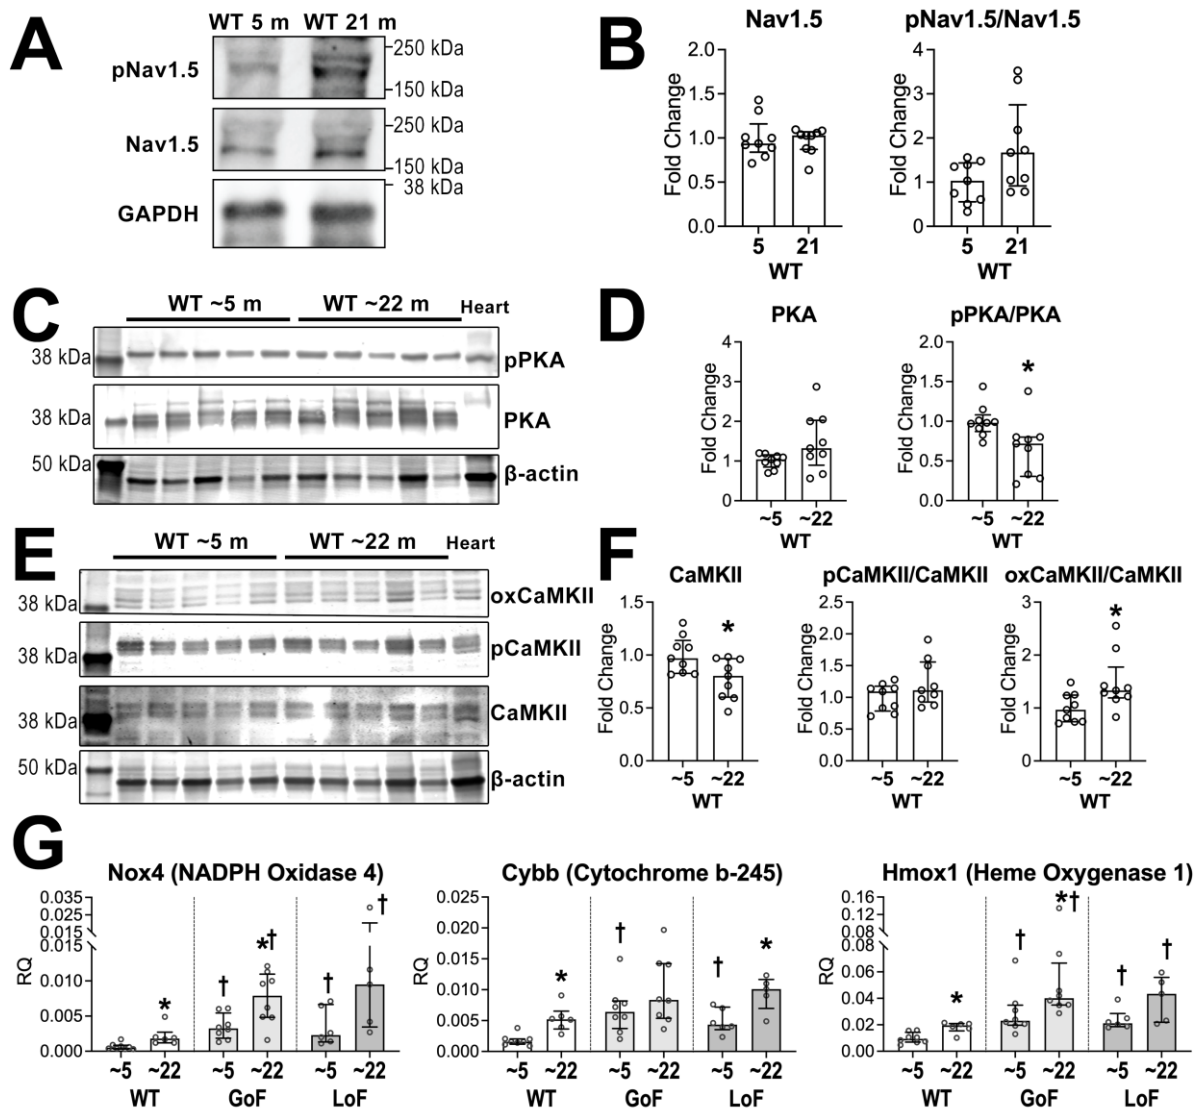 A
WT 5 m WT 21 m
pNav1.5
250 kDa
150 kDa
Nav1.5
250 kDa
150 kDa
GAPDH
38 kDa
B
Nav1.5
Fold Change
2.0
1.5
1.0
0.5
0.0
5 21
WT
pNav1.5/Nav1.5
Fold Change
4
3
2
1
0
5 21
WT
C
WT ~5 m WT ~22 m Heart
38 kDa pPKA
38 kDa PKA
50 kDa β-actin
D
PKA
Fold Change
4
3
2
1
0
~5 ~22
WT
pPKA/PKA
Fold Change
2.0
1.5
1.0
0.5
0.0
*
~5 ~22
WT
E
WT ~5 m WT ~22 m Heart
38 kDa oxCaMKII
38 kDa pCaMKII
38 kDa CaMKII
50 kDa β-actin
F
CaMKII
Fold Change
1.5
1.0
0.5
0.0
*
~5 ~22
WT
pCaMKII/CaMKII
Fold Change
2.5
2.0
1.5
1.0
0.5
0.0
~5 ~22
WT
oxCaMKII/CaMKII
Fold Change
3
2
1
0
*
~5 ~22
WT
G
Nox4 (NADPH Oxidase 4)
RQ
0.035
0.025
0.015
0.015
0.010
0.005
0.000
* † *† † †
~5 ~22 ~5 ~22 ~5 ~22
WT GoF LoF
Cybb (Cytochrome b-245)
RQ
0.025
0.020
0.015
0.010
0.005
0.000
* † † *
~5 ~22 ~5 ~22 ~5 ~22
WT GoF LoF
Hmox1 (Heme Oxygenase 1)
RQ
0.16
0.12
0.08
0.08
0.06
0.04
0.02
0.00
* † *† † †
~5 ~22 ~5 ~22 ~5 ~22
WT GoF LoF